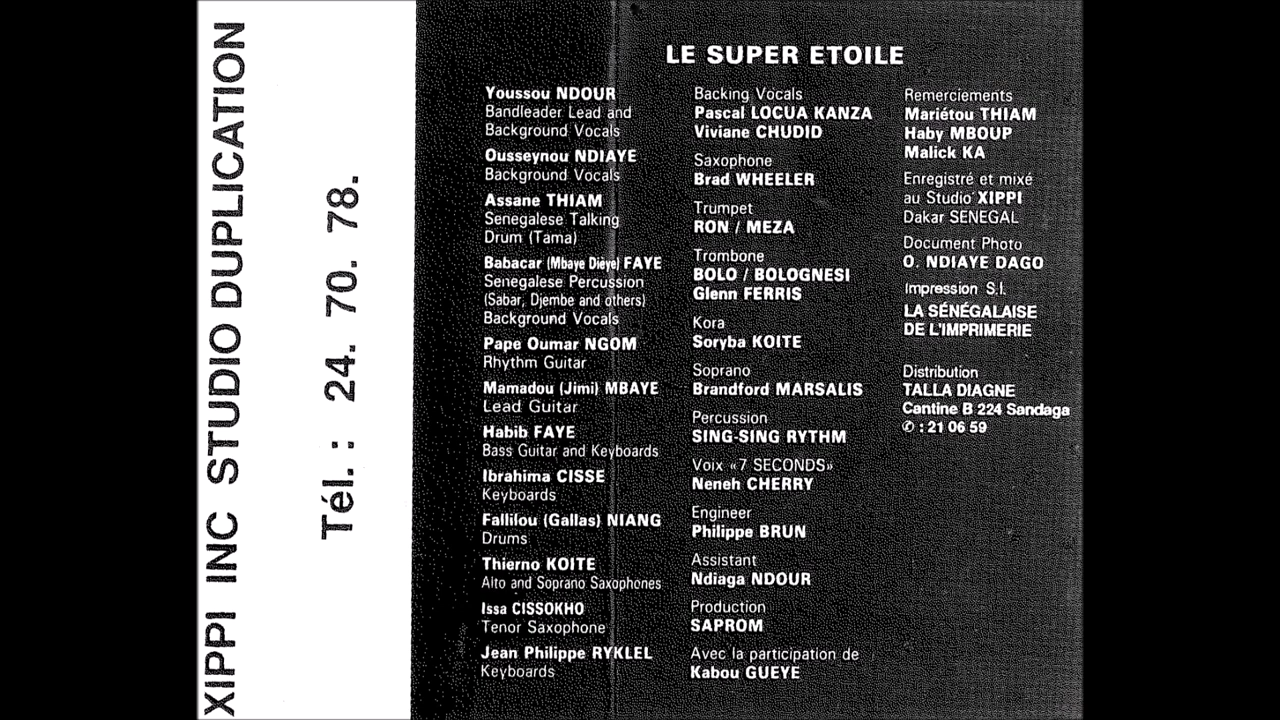 XIPPI INC STUDIO DUPLICATION
Tél. : 24. 70. 78.
LE SUPER ETOILE
Youssou NDOUR
Bandleader Lead and
Background Vocals
Ousseynou NDIAYE
Background Vocals
Assane THIAM
Senegalese Talking
Drum (Tama)
Babacar (Mbaye Dieye) FAYE
Senegalese Percussion
(Sabar, Djembe and others)
Background Vocals
Pape Oumar NGOM
Rhythm Guitar
Mamadou (Jimi) MBAYE
Lead Guitar
Habib FAYE
Bass Guitar and Keyboards
Ibrahima CISSE
Keyboards
Falilou (Gallas) NIANG
Drums
Thierno KOITE
Alto and Soprano Saxophones
Issa CISSOKHO
Tenor Saxophone
Jean Philippe RYKIEL
Keyboards
Backing Vocals
Pascal LOCUA KANZA
Viviane CHUDID
Saxophone
Brad WHEELER
Trumpet
RON / MEZA
Trombone
BOLO / BOLOGNESI
Glenn FERRIS
Kora
Soryba KOITE
Soprano
Brandford MARSALIS
Percussion
SING-SING RYTHM
Voix «7 SECONDS»
Neneh CHERRY
Engineer
Philippe BRUN
Assistant
Ndiaga NDOUR
Production
SAPROM
Avec la participation de
Kabou GUEYE
Remerciements
Mametou THIAM
Haby MBOUP
Malick KA
Enregistré et mixé
au Studio XIPPI
Dakar SENEGAL
Document Photo
O. NDIAYE DAGO
Impression S.I.
LA SÉNÉGALAISE
DE L'IMPRIMERIE
Distribution
LA DIAGRE
Cantine B 224 Sandaga
: 21 06 59